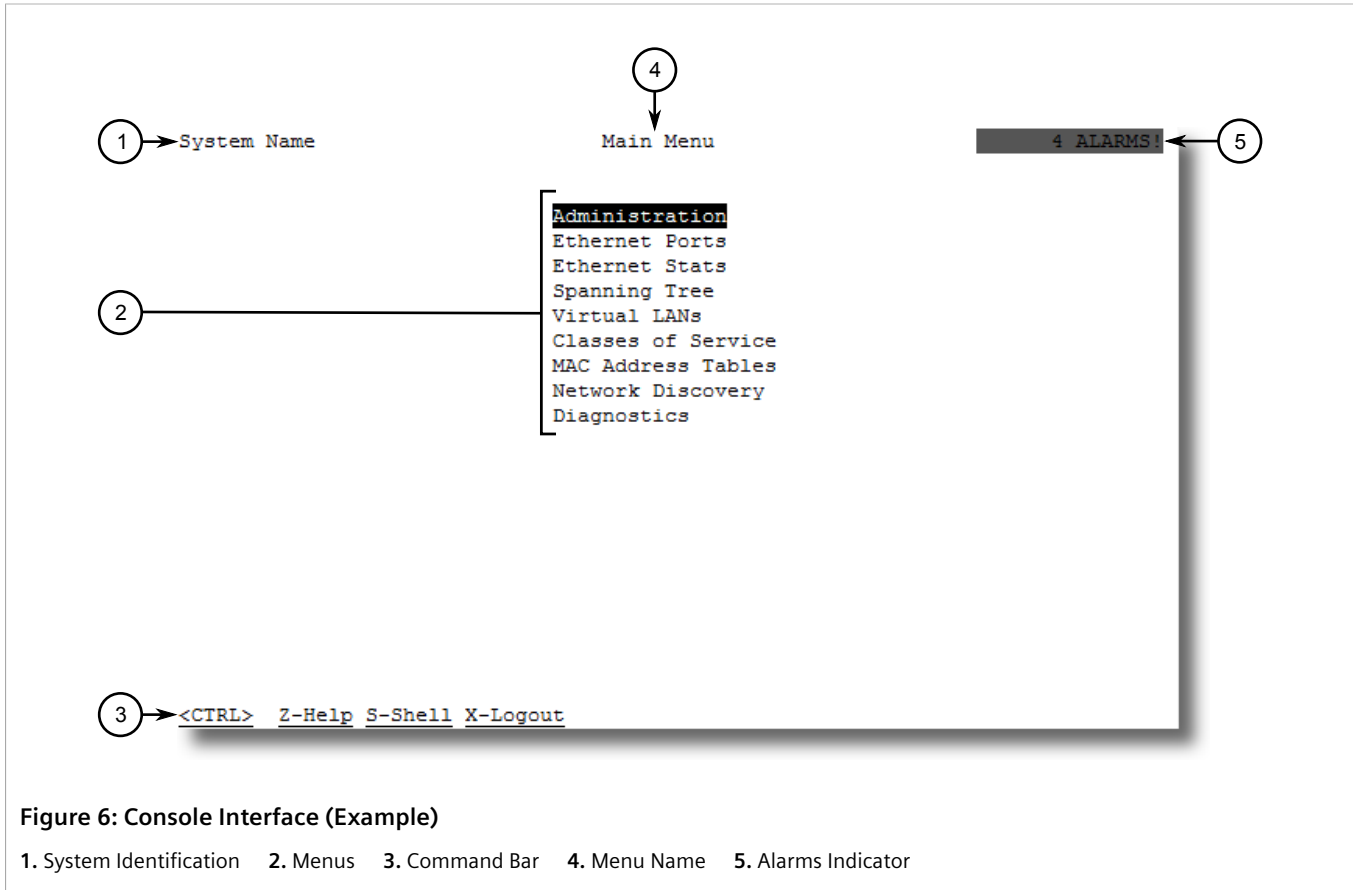 4
1 System Name Main Menu 4 ALARMS! 5
Administration
Ethernet Ports
Ethernet Stats
Spanning Tree
2 Virtual LANs
Classes of Service
MAC Address Tables
Network Discovery
Diagnostics
3 <CTRL> Z-Help S-Shell X-Logout
Figure 6: Console Interface (Example)
1. System Identification 2. Menus 3. Command Bar 4. Menu Name 5. Alarms Indicator